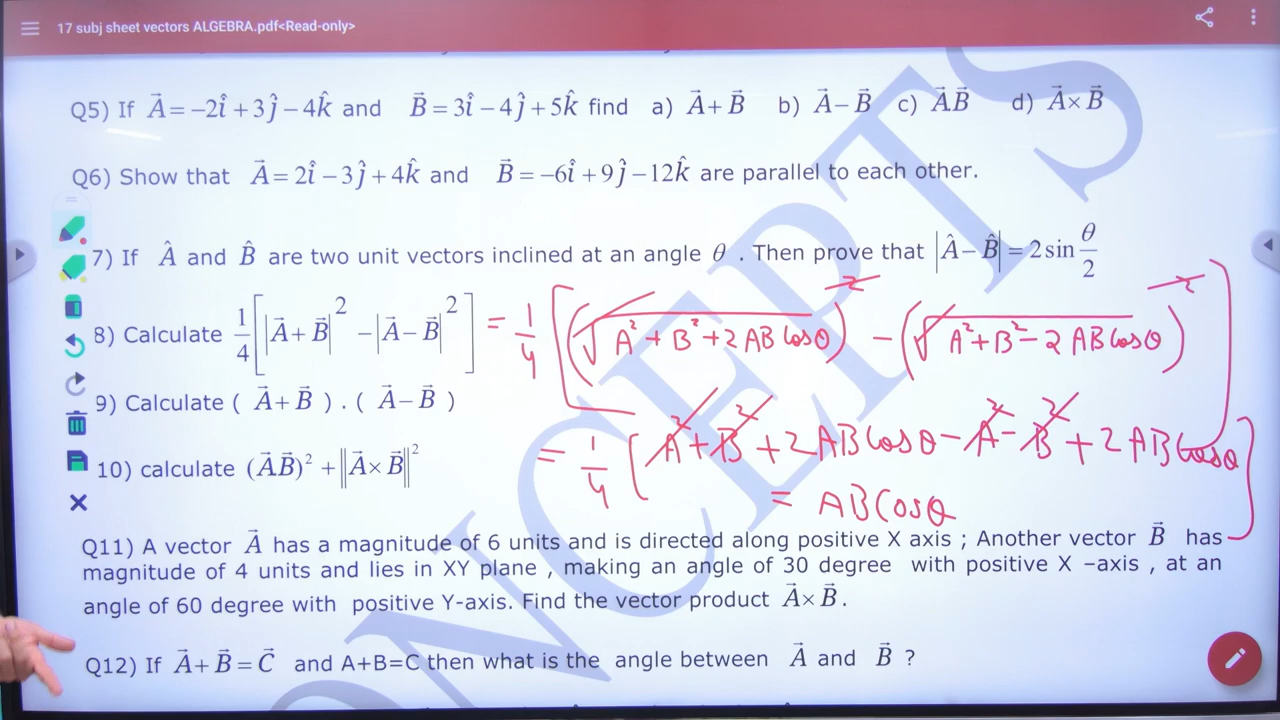 17 subj sheet vectors ALGEBRA.pdf<Read-only>
Q5) If A⃗ = −2î + 3ĵ − 4k̂ and B⃗ = 3î − 4ĵ + 5k̂ find a) A⃗ + B⃗ b) A⃗ − B⃗ c) A⃗B⃗ d) A⃗ × B⃗
Q6) Show that A⃗ = 2î − 3ĵ + 4k̂ and B⃗ = −6î + 9ĵ − 12k̂ are parallel to each other.
7) If Â and B̂ are two unit vectors inclined at an angle θ . Then prove that |Â − B̂| = 2 sin θ/2
8) Calculate 1/4 [ |A⃗ + B⃗|² − |A⃗ − B⃗|² ] = 1/4 [ (√(A² + B² + 2AB Cosθ))² − (√(A² + B² − 2AB Cosθ))² ]
9) Calculate ( A⃗ + B⃗ ) . ( A⃗ − B⃗ )
= 1/4 [ A² + B² + 2AB Cosθ − A² − B² + 2AB Cosθ ]
10) calculate (A⃗B⃗)² + ‖A⃗ × B⃗‖²
= AB Cosθ
Q11) A vector A⃗ has a magnitude of 6 units and is directed along positive X axis ; Another vector B⃗ has
magnitude of 4 units and lies in XY plane , making an angle of 30 degree with positive X –axis , at an
angle of 60 degree with positive Y-axis. Find the vector product A⃗ × B⃗ .
Q12) If A⃗ + B⃗ = C⃗ and A+B=C then what is the angle between A⃗ and B⃗ ?
CONCEPTS